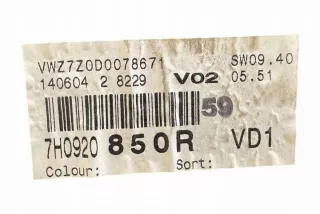 VWZ7Z0D0078671 SW09.40
140604 2 8229 V02 05.51
59
7H0920 850R VD1
Colour: Sort: